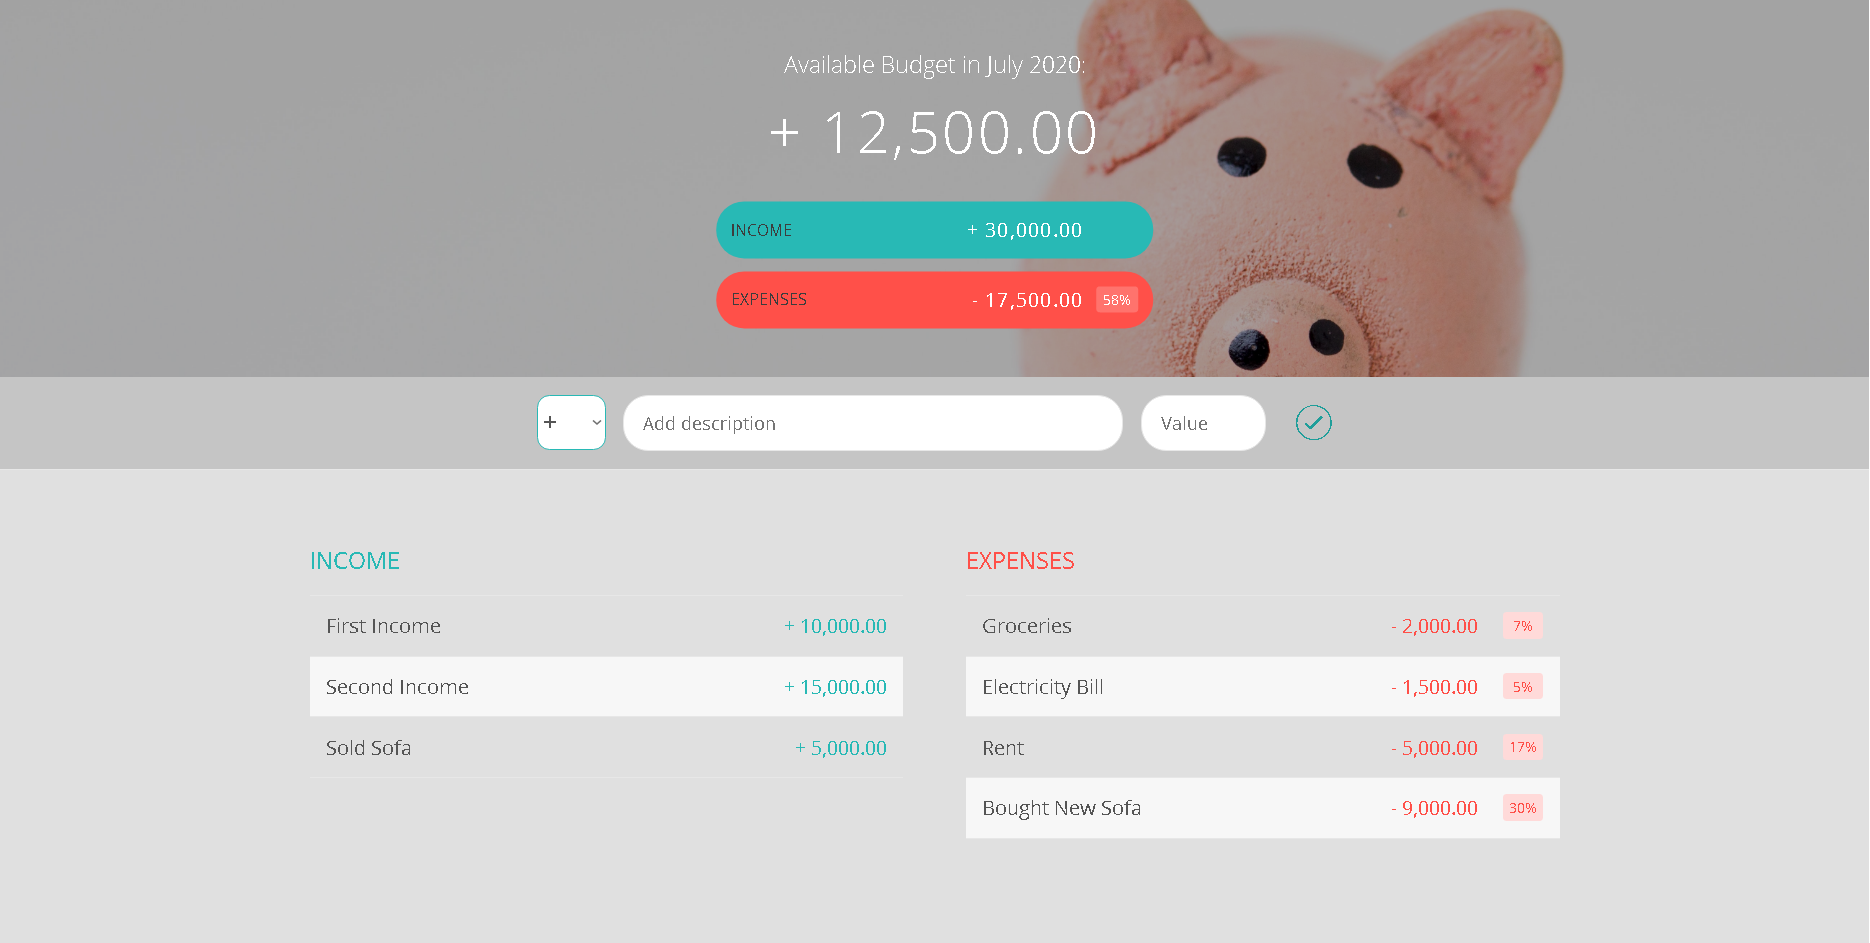 Available Budget in July 2020:
+ 12,500.00
INCOME + 30,000.00
EXPENSES - 17,500.00 58%
+ Add description Value
INCOME
First Income + 10,000.00
Second Income + 15,000.00
Sold Sofa + 5,000.00
EXPENSES
Groceries - 2,000.00 7%
Electricity Bill - 1,500.00 5%
Rent - 5,000.00 17%
Bought New Sofa - 9,000.00 30%